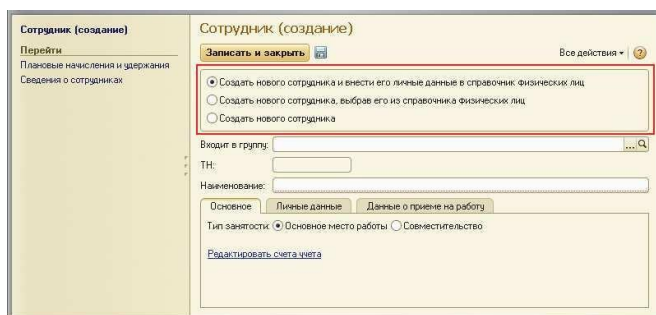 Сотрудник (создание)
Перейти
Плановые начисления и удержания
Сведения о сотрудниках
Сотрудник (создание)
Записать и закрыть
Все действия
?
Создать нового сотрудника и внести его личные данные в справочник физических лиц
Создать нового сотрудника, выбрав его из справочника физических лиц
Создать нового сотрудника
Входит в группу: ...
ТН:
Наименование:
Основное Личные данные Данные о приеме на работу
Тип занятости: Основное место работы Совместительство
Редактировать счета учета